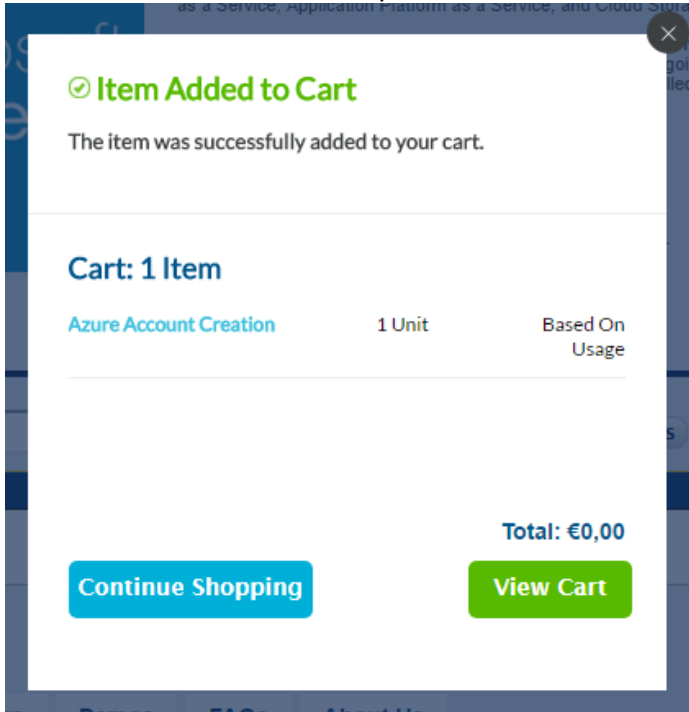 as a Service, Application Platform as a Service, and Cloud
Item Added to Cart
The item was successfully added to your cart.
Cart: 1 Item
Azure Account Creation 1 Unit Based On
Usage
Total: €0,00
Continue Shopping View Cart
Demos FAQs About Us